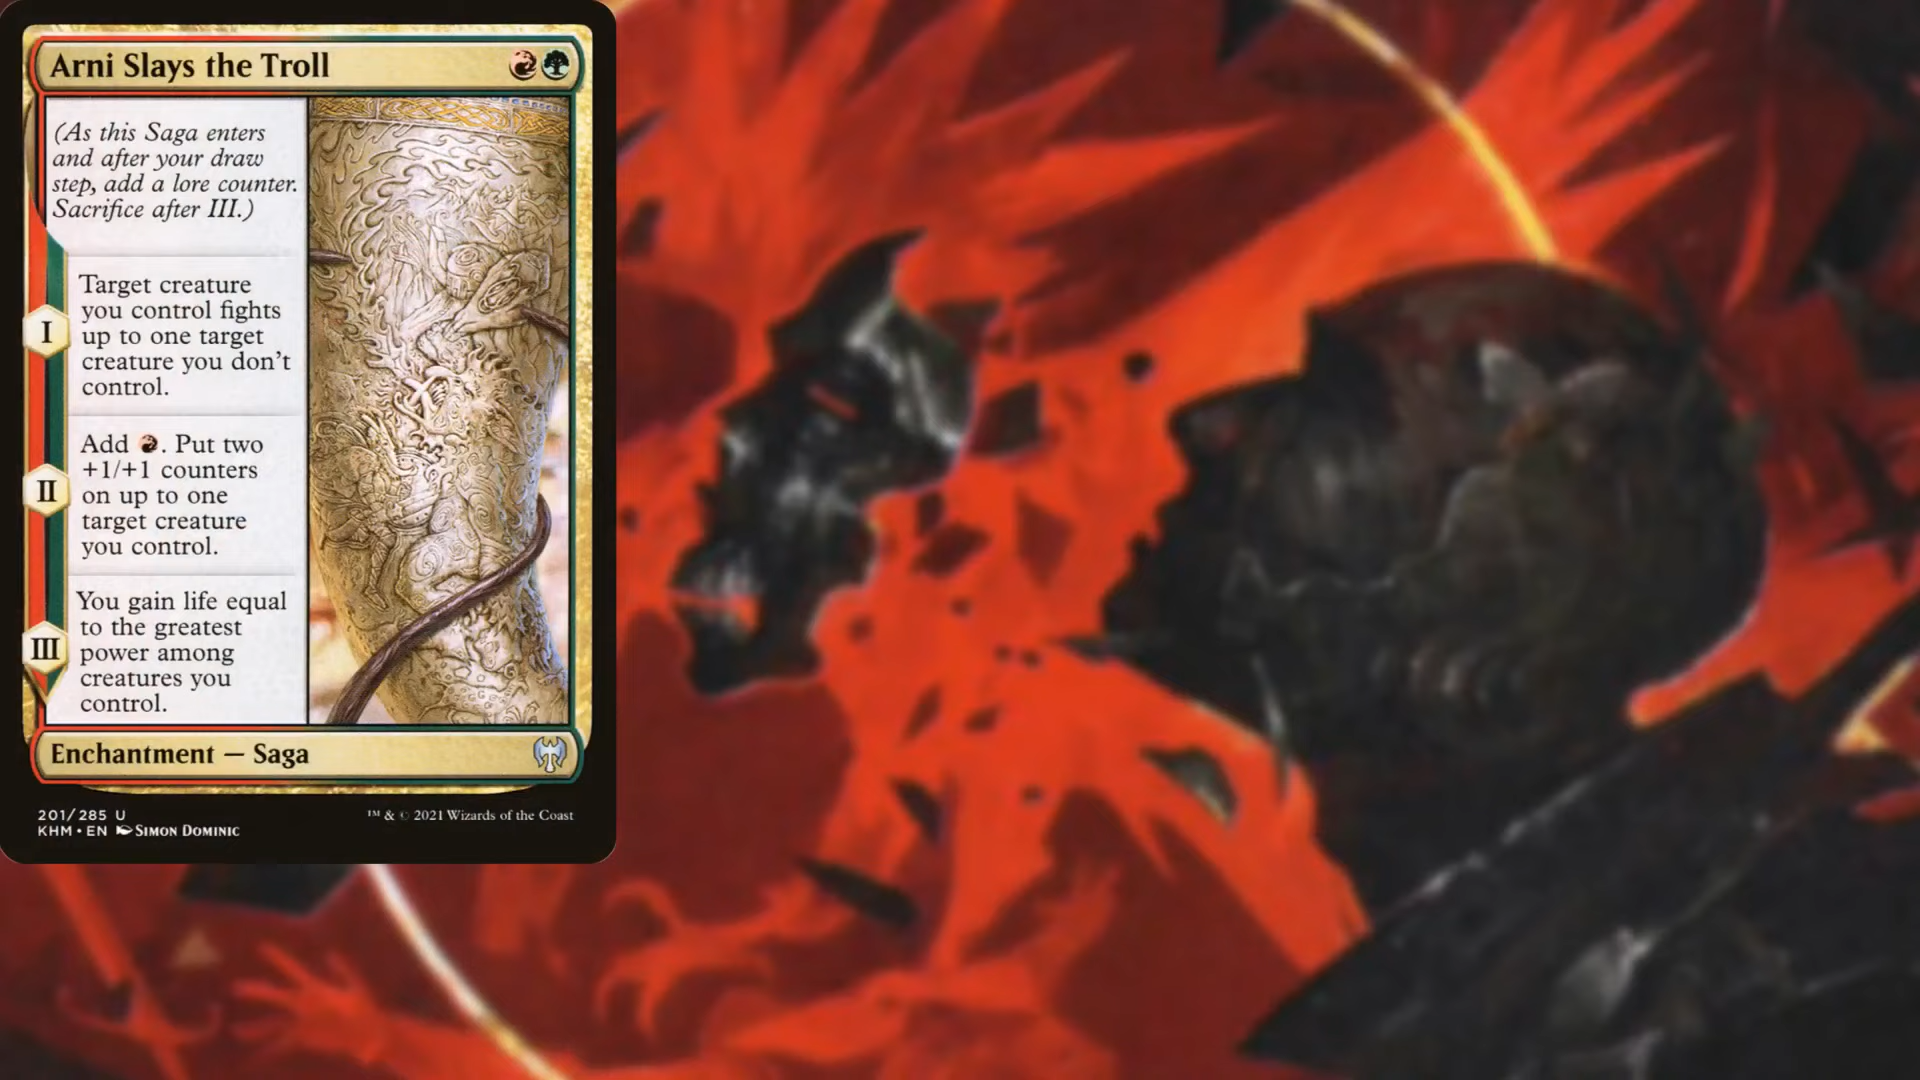 Arni Slays the Troll
(As this Saga enters
and after your draw
step, add a lore counter.
Sacrifice after III.)
I
Target creature
you control fights
up to one target
creature you don't
control.
II
Add . Put two
+1/+1 counters
on up to one
target creature
you control.
III
You gain life equal
to the greatest
power among
creatures you
control.
Enchantment — Saga
201/285 U
KHM • EN SIMON DOMINIC
™ & © 2021 Wizards of the Coast